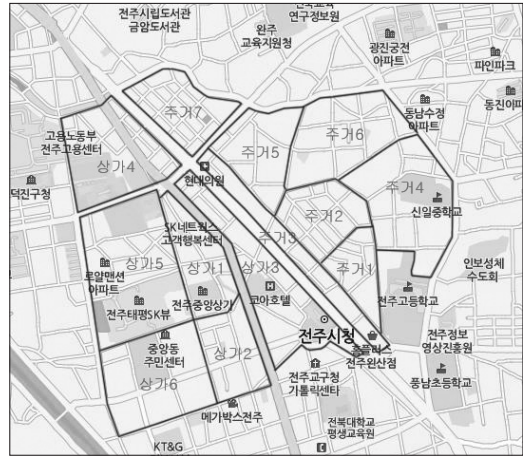 전주시립도서관
금암도서관
완주
교육지원청
연구정보원
광진궁전
아파트
파인파크
주거7
동남수정
아파트
동진이피
고용노동부
전주고용센터
상가4
주거5
주거6
덕진구청
현대의원
주거4
신일중학교
SK네트웍스
고객행복센터
주거2
주거3
로얄맨션
아파트
상가5
상가1
상가3
주거1
인보성체
수도회
코아호텔
전주고등학교
전주태평SK뷰
전주중앙상가
전주시청
홈플러스
전주완산점
전주정보
영상진흥원
중앙동
주민센터
상가2
전주교구청
가톨릭센타
풍남초등학교
상가6
메가박스전주
전북대학교
평생교육원
KT&G